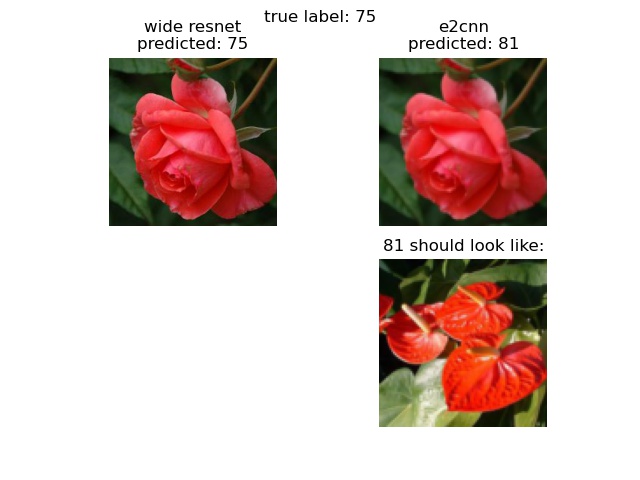 true label: 75
wide resnet
predicted: 75
e2cnn
predicted: 81
81 should look like: